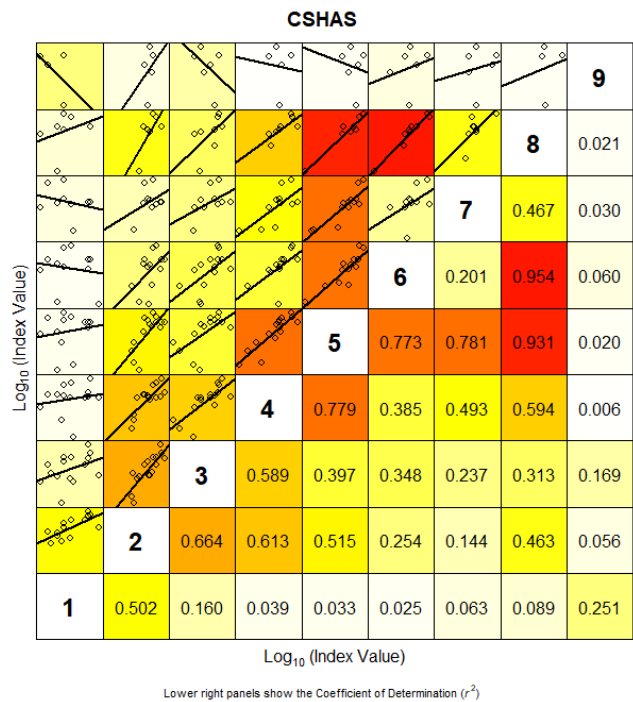 CSHAS
9
8 0.021
7 0.467 0.030
6 0.201 0.954 0.060
5 0.773 0.781 0.931 0.020
4 0.779 0.385 0.493 0.594 0.006
3 0.589 0.397 0.348 0.237 0.313 0.169
2 0.664 0.613 0.515 0.254 0.144 0.463 0.056
1 0.502 0.160 0.039 0.033 0.025 0.063 0.089 0.251
Log₁₀ (Index Value)
Log₁₀ (Index Value)
Lower right panels show the Coefficient of Determination (r²)